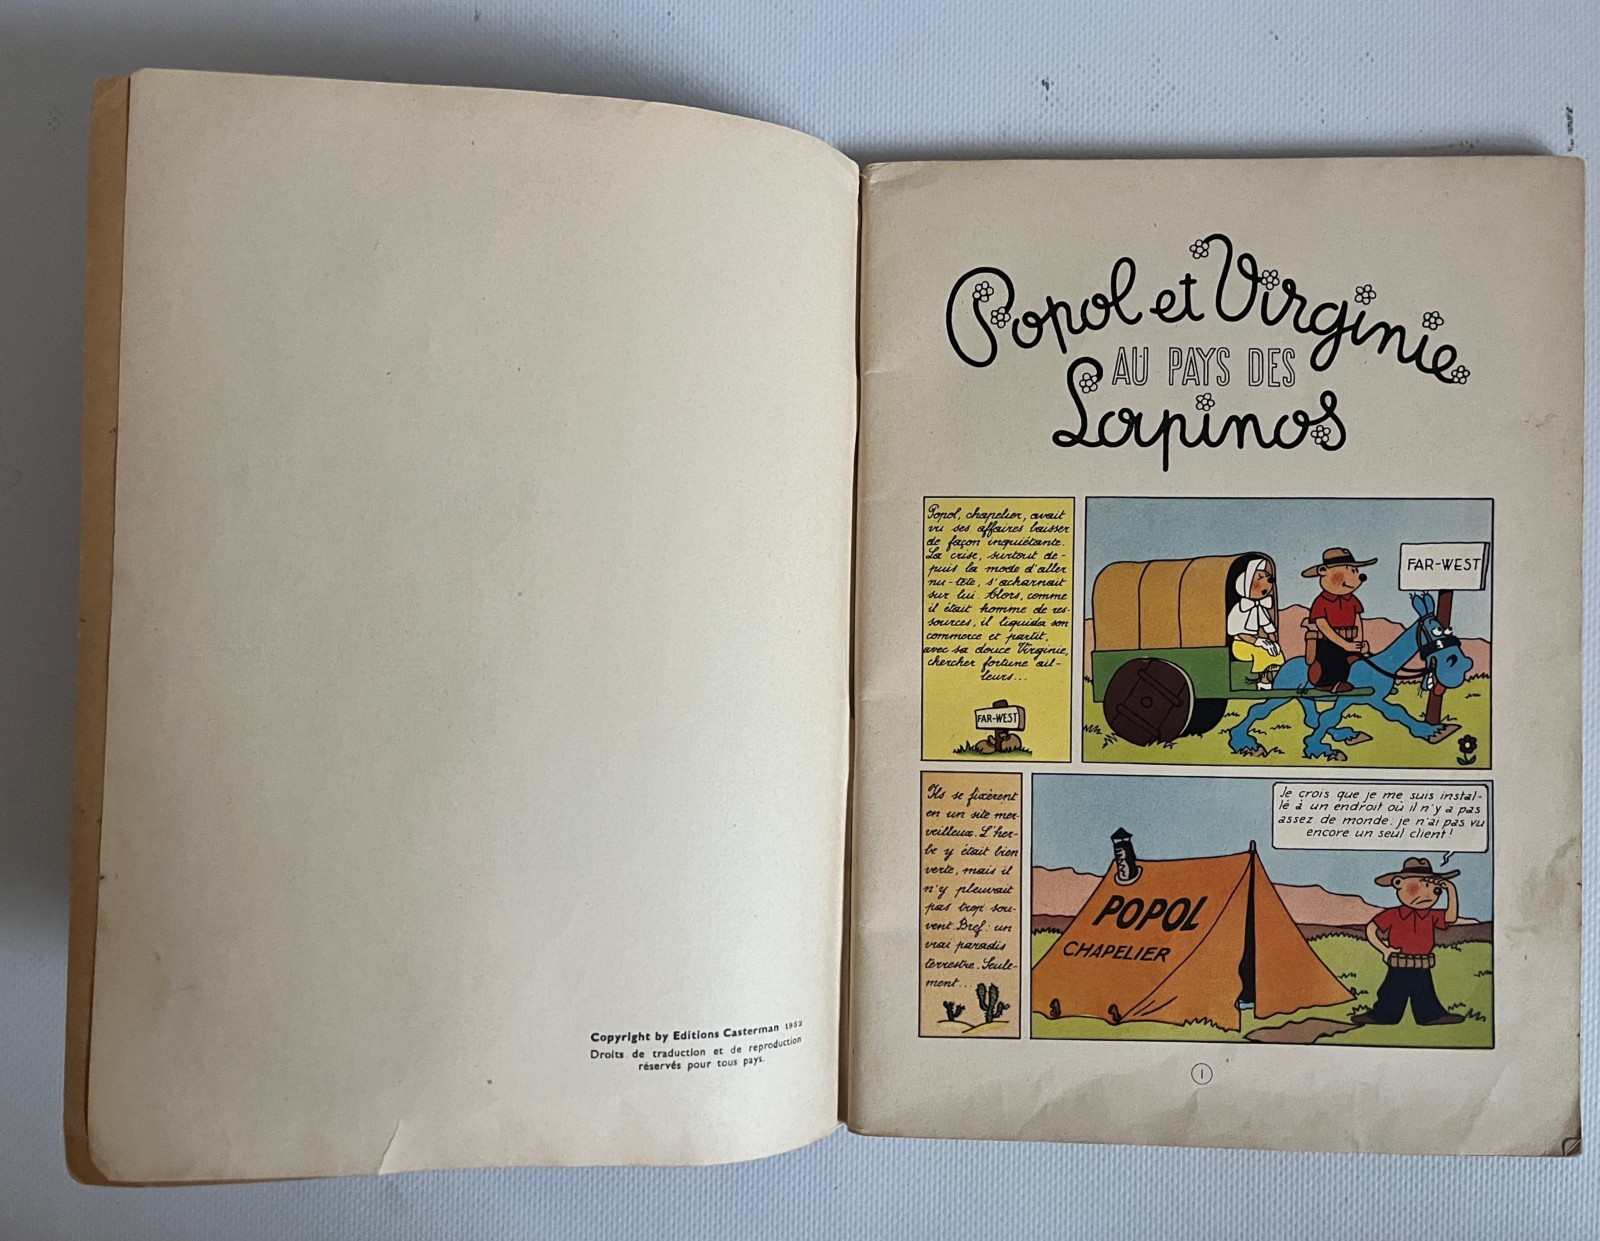 Copyright by Editions Casterman 1952
Droits de traduction et de reproduction
réservés pour tous pays.
Popol et Virginie
AU PAYS DES
Lapinos
Popol, chapelier, avait
vu ses affaires baisser
de façon inquiétante.
La crise, surtout de-
puis la mode d'aller
nu-tête, s'acharnait
sur lui. Alors, comme
il était homme de res-
sources, il liquida son
commerce et partit,
avec sa douce Virginie,
chercher fortune ail-
leurs...
FAR-WEST
FAR-WEST
Ils se fixèrent
en un site mer-
veilleux. L'her-
be y était bien
verte, mais il
n'y pleuvait
pas trop sou-
vent. Bref: un
vrai paradis
terrestre. Seule-
ment...
Je crois que je me suis instal-
lé à un endroit où il n'y a pas
assez de monde: je n'ai pas vu
encore un seul client!
POPOL
CHAPELIER
1